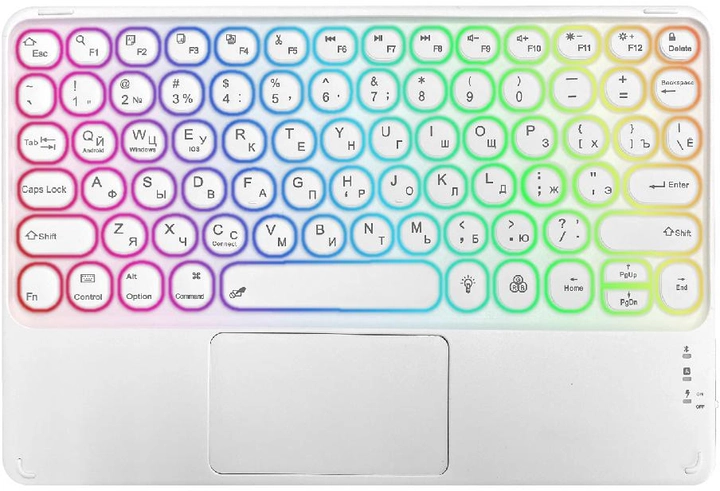 Esc F1 F2 F3 F4 F5 F6 F7 F8 F9 F10 F11 F12 Delete
~ ! @ # $ % ^ & * ( ) — + Backspace
1 " 2 № 3 % 4 : 5 , 6 . 7 ; 8 9 0 - =
Tab Q Й W Ц E У R К T Е Y Н U Г I Ш O Щ P З { [ Х } ] Ъ \ Ё
Android Windows IOS
Caps Lock A Ф S Ы D В F А G П H Р J О K Л L Д : ; Ж " ' Э Enter
Shift Z Я X Ч C С V М B И N Т M Ь < , Б > . Ю ? / Shift
Connect
Fn Control Alt Option ⌘ Command Home PgUp PgDn End
R G B
A
ON
OFF